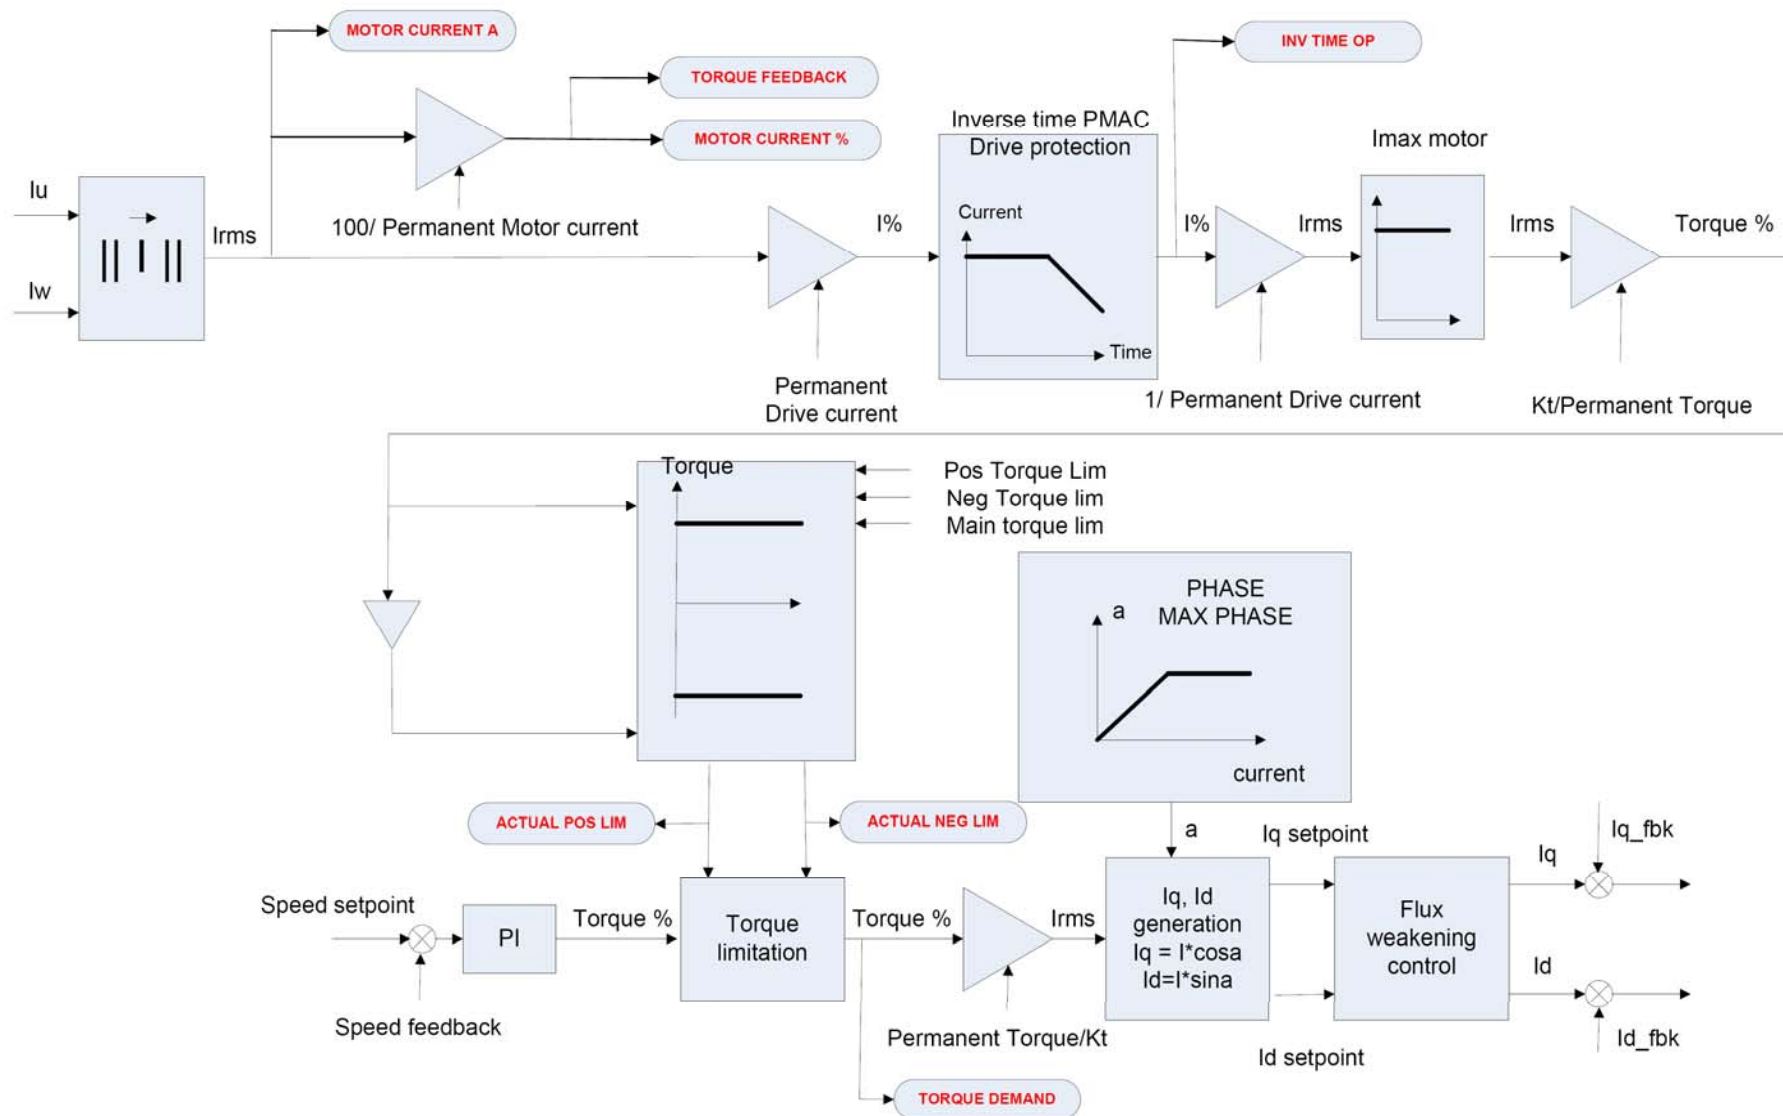 MOTOR CURRENT A
INV TIME OP
TORQUE FEEDBACK
MOTOR CURRENT %
Inverse time PMAC
Drive protection
Imax motor
Iu
Iw
Irms
100/ Permanent Motor current
I%
Current
Time
I%
Irms
Irms
Torque %
Permanent
Drive current
1/ Permanent Drive current
Kt/Permanent Torque
Torque
Pos Torque Lim
Neg Torque lim
Main torque lim
PHASE
MAX PHASE
a
current
ACTUAL POS LIM
ACTUAL NEG LIM
a
Iq setpoint
Iq_fbk
Iq
Speed setpoint
PI
Torque %
Torque
limitation
Torque %
Irms
Iq, Id
generation
Iq = I*cosa
Id=I*sina
Flux
weakening
control
Id
Speed feedback
Permanent Torque/Kt
Id setpoint
Id_fbk
TORQUE DEMAND